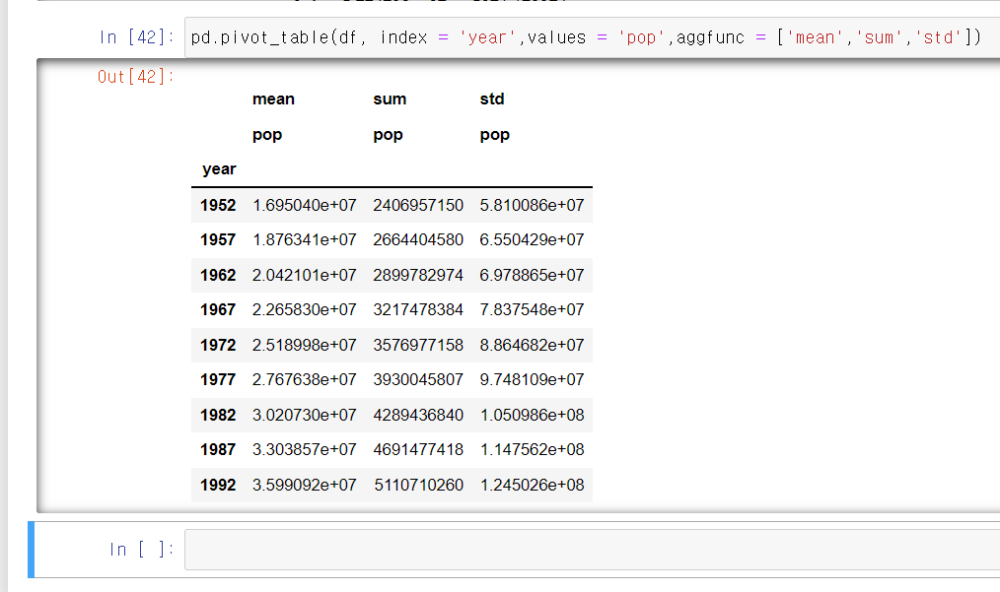 In [42]: pd.pivot_table(df, index = 'year',values = 'pop',aggfunc = ['mean','sum','std'])
Out[42]:
mean sum std
pop pop pop
year
1952 1.695040e+07 2406957150 5.810086e+07
1957 1.876341e+07 2664404580 6.550429e+07
1962 2.042101e+07 2899782974 6.978865e+07
1967 2.265830e+07 3217478384 7.837548e+07
1972 2.518998e+07 3576977158 8.864682e+07
1977 2.767638e+07 3930045807 9.748109e+07
1982 3.020730e+07 4289436840 1.050986e+08
1987 3.303857e+07 4691477418 1.147562e+08
1992 3.599092e+07 5110710260 1.245026e+08
In [ ]: